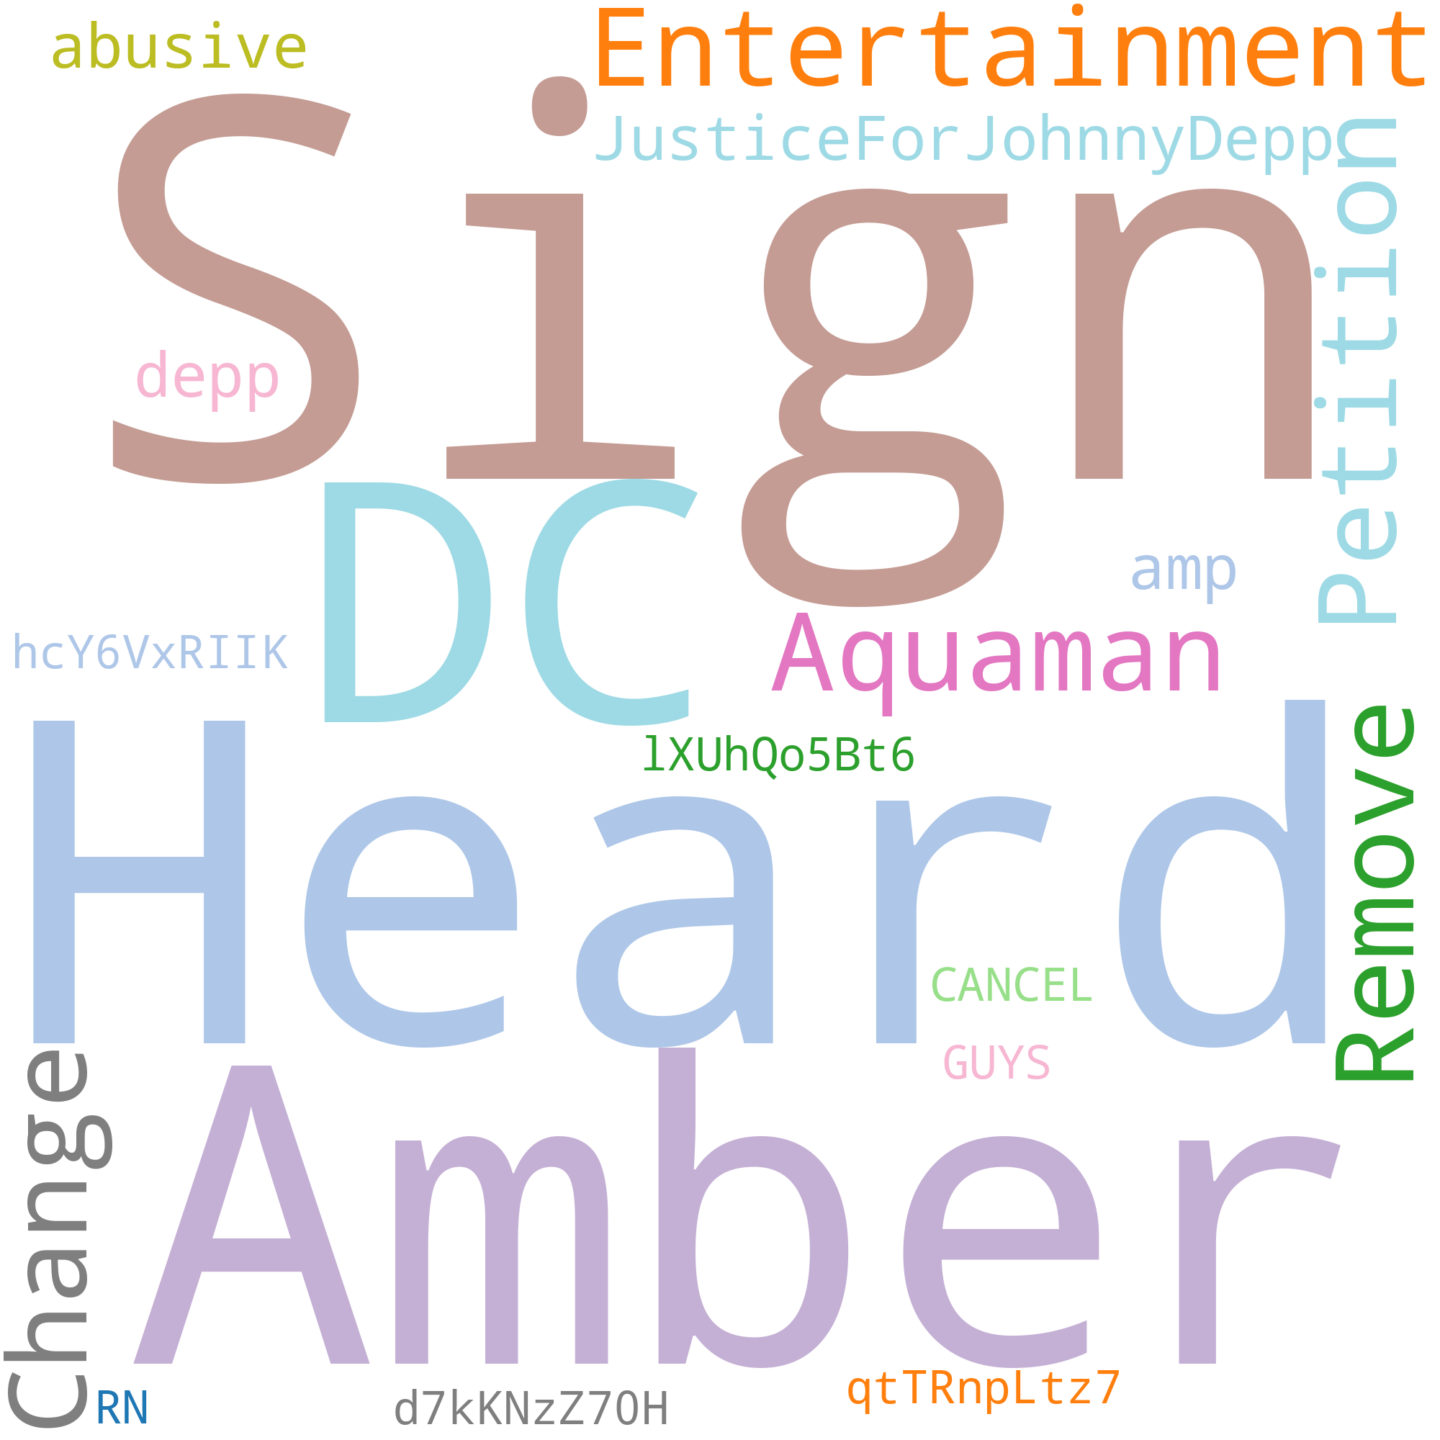 abusive
Entertainment
JusticeForJohnnyDepp
Sign
Petition
depp
DC
amp
Aquaman
hcY6VxRIIK
lXUhQo5Bt6
Heard
Remove
CANCEL
GUYS
Change
Amber
RN
d7kKNzZ7OH
qtTRnpLtz7